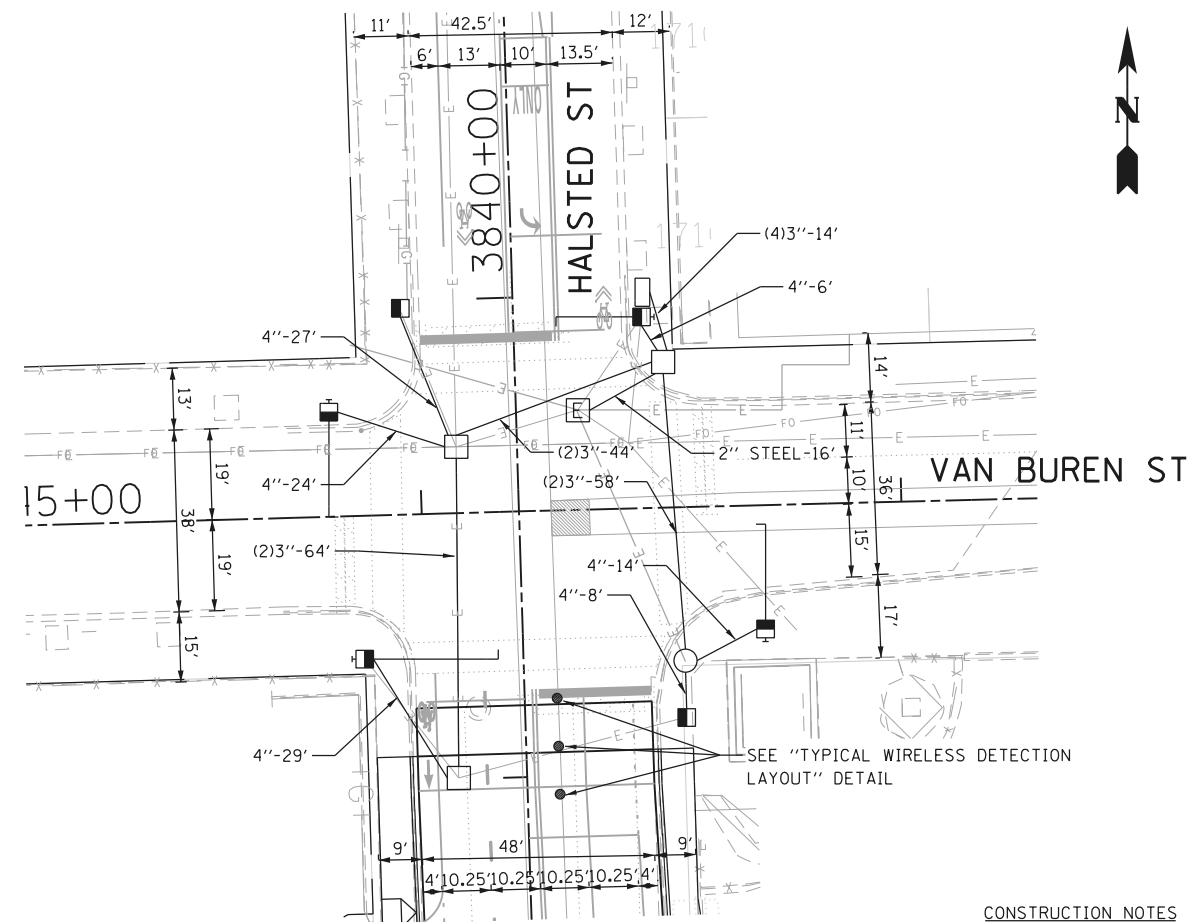 11' 42.5' 12'
6' 13' 10' 13.5'
N
ONLY
3840+00
HALSTED ST
(4)3"-14'
4"-6'
4"-27'
13'
14'
11'
10'
36'
15'
17'
19'
38'
19'
15'
(2)3"-44'
2" STEEL-16'
(2)3"-58'
4"-24'
VAN BUREN ST
15+00
(2)3"-64'
4"-14'
4"-8'
4"-29'
SEE "TYPICAL WIRELESS DETECTION
LAYOUT" DETAIL
9' 48' 9'
4' 10.25' 10.25' 10.25' 10.25' 4'
CONSTRUCTION NOTES